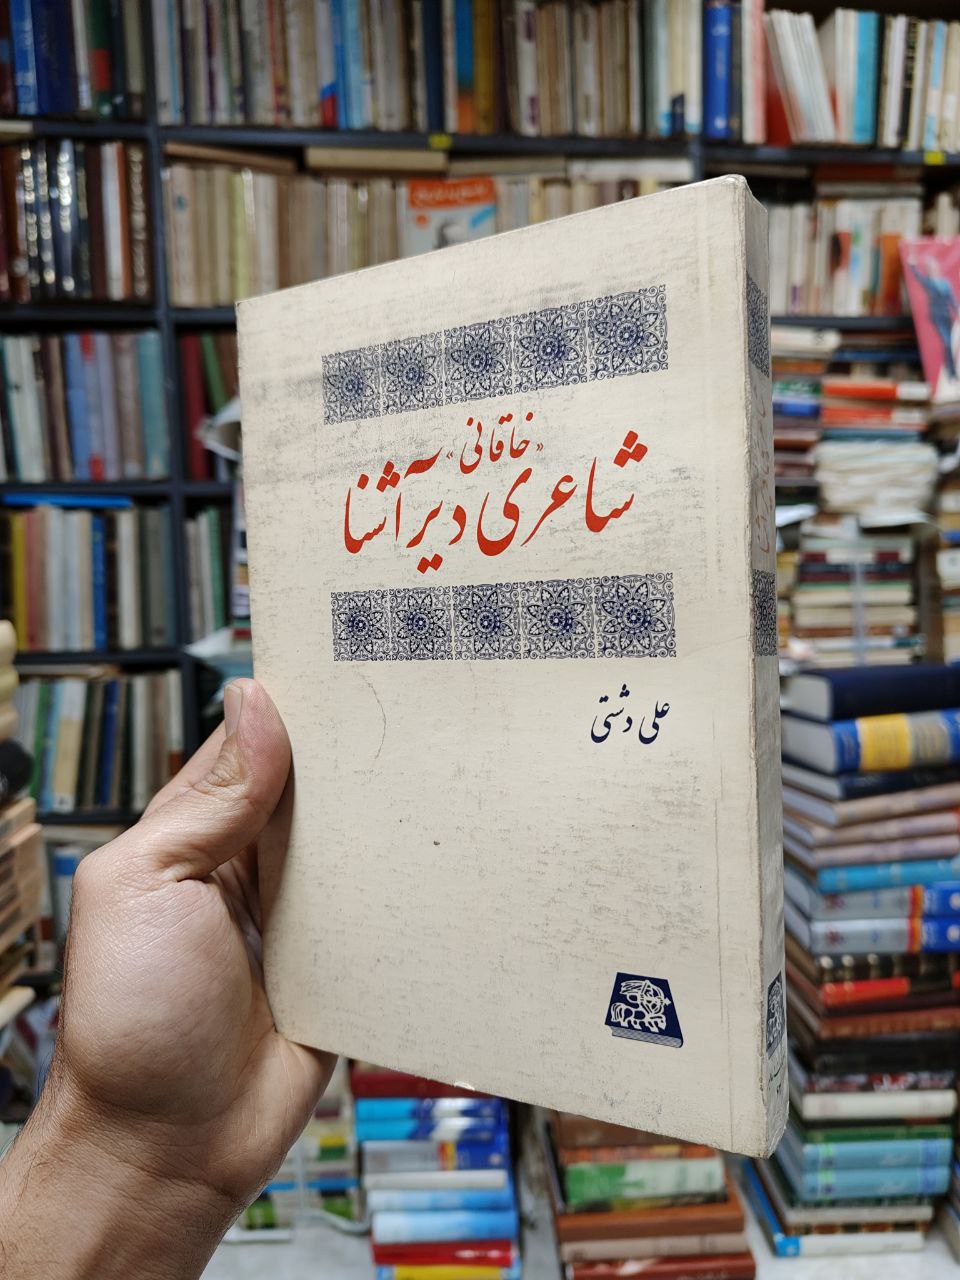 «خاقانی»
شاعری دیرآشنا
علی دشتی